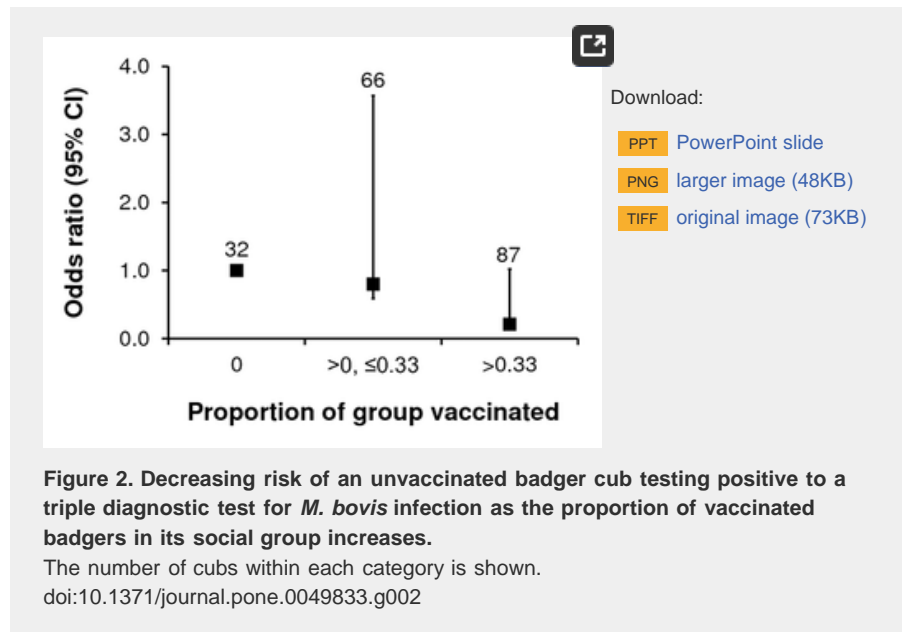 4.0
3.0
2.0
1.0
0.0
Odds ratio (95% CI)
32
66
87
0
>0, ≤0.33
>0.33
Proportion of group vaccinated
Download:
PPT PowerPoint slide
PNG larger image (48KB)
TIFF original image (73KB)
Figure 2. Decreasing risk of an unvaccinated badger cub testing positive to a
triple diagnostic test for M. bovis infection as the proportion of vaccinated
badgers in its social group increases.
The number of cubs within each category is shown.
doi:10.1371/journal.pone.0049833.g002